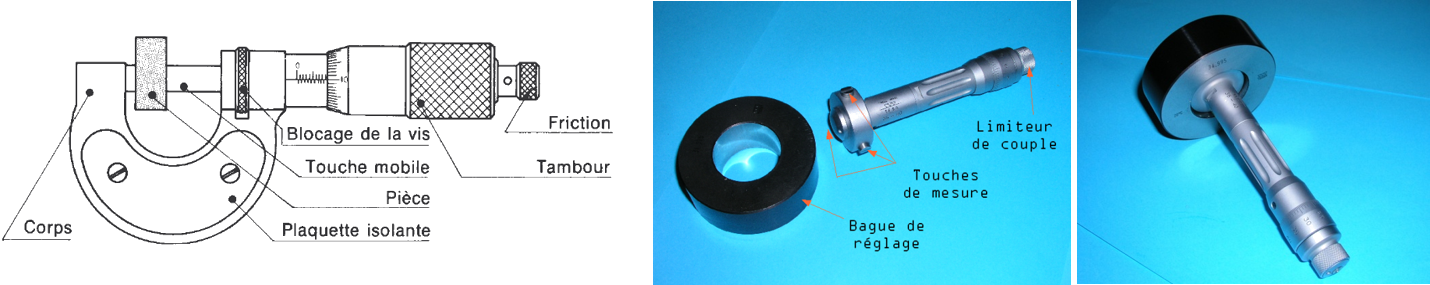 0
10
Friction
Blocage de la vis
Touche mobile
Tambour
Pièce
Corps
Plaquette isolante
Limiteur
de couple
Touches
de mesure
Bague de
réglage